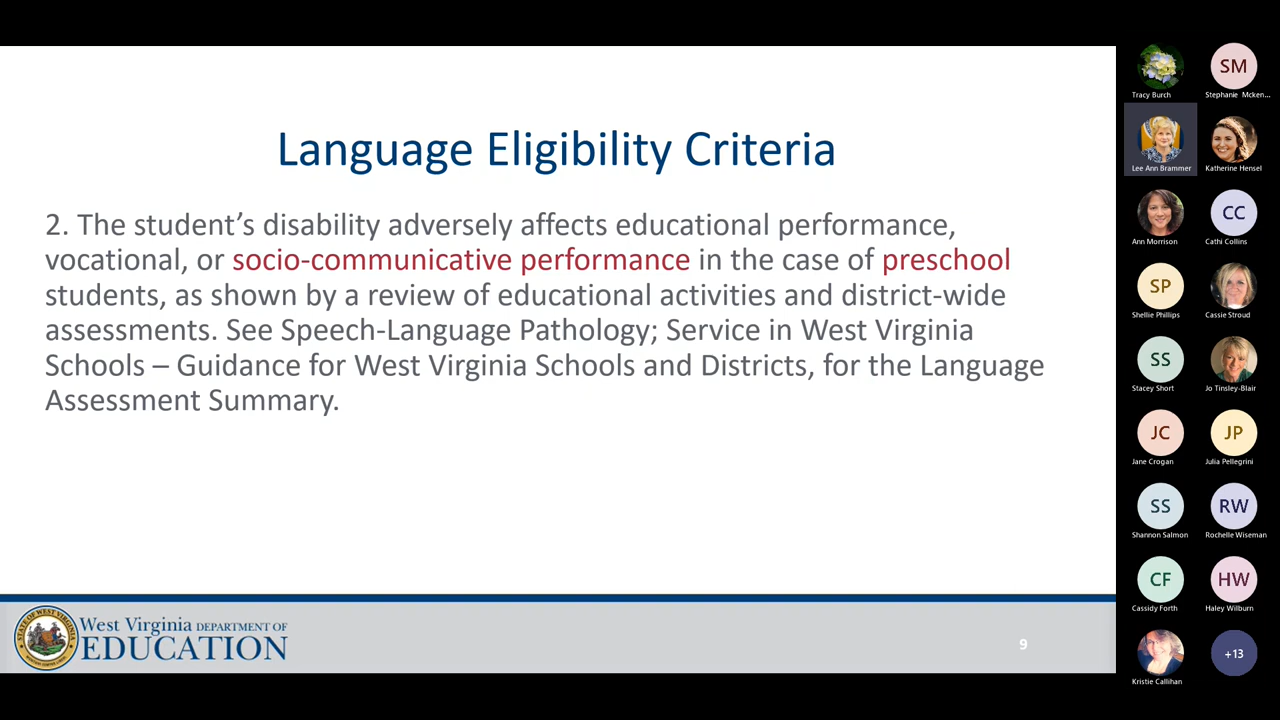 Language Eligibility Criteria
2. The student’s disability adversely affects educational performance,
vocational, or socio-communicative performance in the case of preschool
students, as shown by a review of educational activities and district-wide
assessments. See Speech-Language Pathology; Service in West Virginia
Schools – Guidance for West Virginia Schools and Districts, for the Language
Assessment Summary.
West Virginia DEPARTMENT OF
EDUCATION
9
Tracy Burch
SM
Stephanie Mcken...
Lee Ann Brammer
Katherine Hensel
Ann Morrison
CC
Cathi Collins
SP
Shellie Phillips
Cassie Stroud
SS
Stacey Short
Jo Tinsley-Blair
JC
Jane Crogan
JP
Julia Pellegrini
SS
Shannon Salmon
RW
Rochelle Wiseman
CF
Cassidy Forth
HW
Haley Wilburn
Kristie Callihan
+13